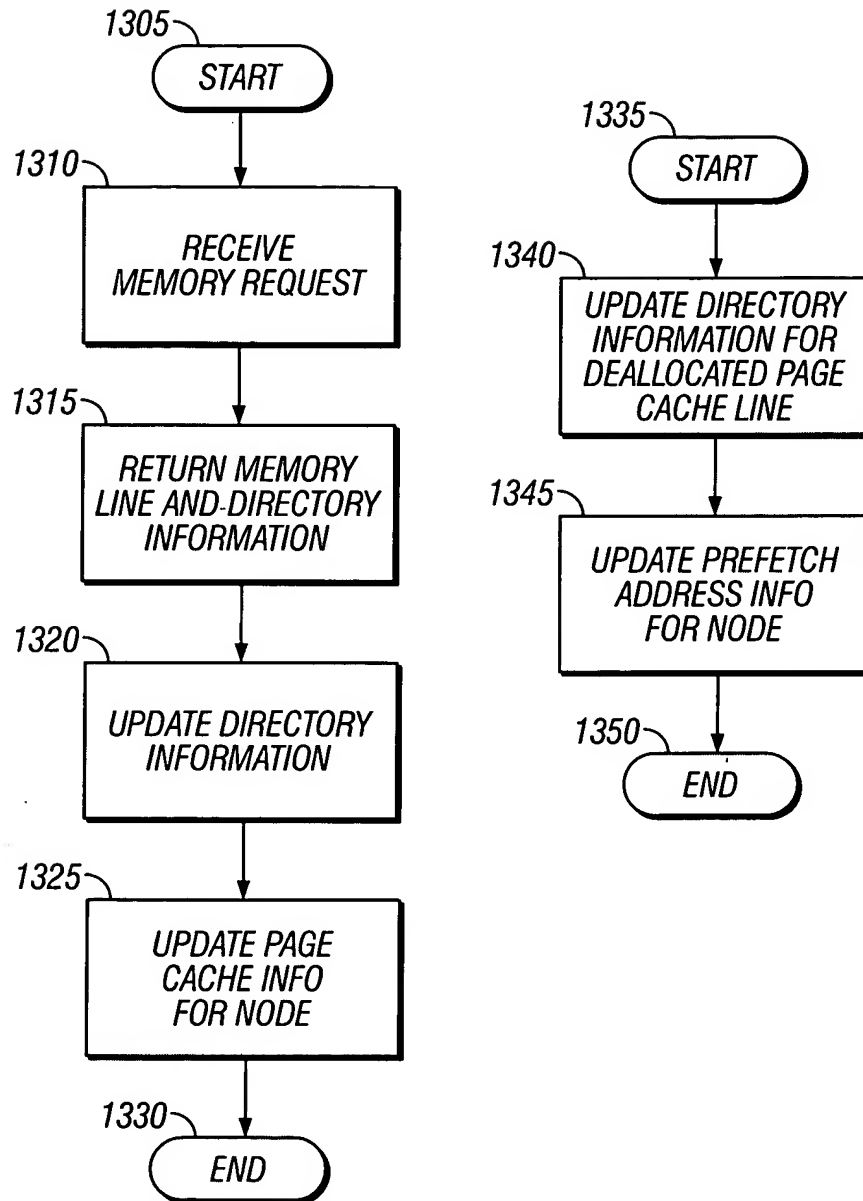 1305
START
1310
RECEIVE
MEMORY REQUEST
1315
RETURN MEMORY
LINE AND-DIRECTORY
INFORMATION
1320
UPDATE DIRECTORY
INFORMATION
1325
UPDATE PAGE
CACHE INFO
FOR NODE
1330
END
1335
START
1340
UPDATE DIRECTORY
INFORMATION FOR
DEALLOCATED PAGE
CACHE LINE
1345
UPDATE PREFETCH
ADDRESS INFO
FOR NODE
1350
END